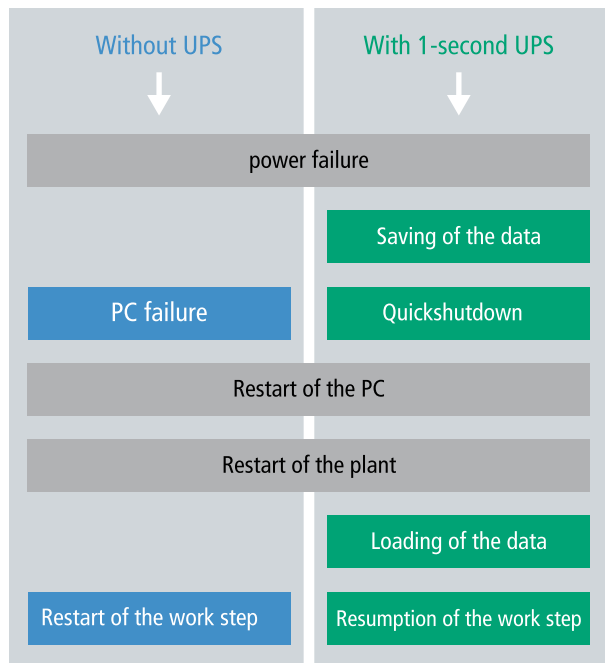 Without UPS
With 1-second UPS
power failure
Saving of the data
PC failure
Quickshutdown
Restart of the PC
Restart of the plant
Loading of the data
Restart of the work step
Resumption of the work step